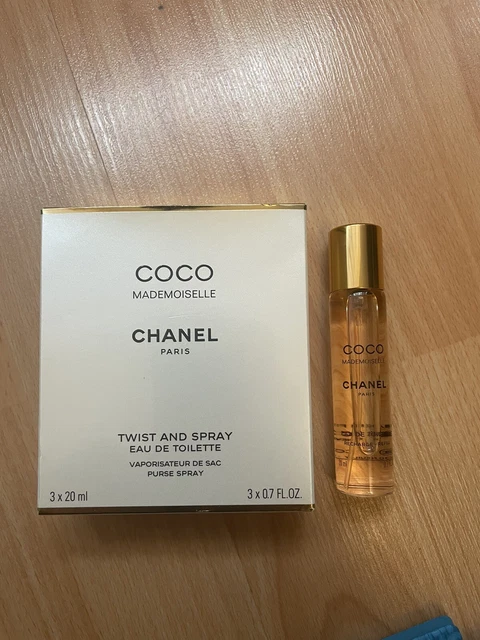 COCO
MADEMOISELLE
CHANEL
PARIS
TWIST AND SPRAY
EAU DE TOILETTE
VAPORISATEUR DE SAC
PURSE SPRAY
3 x 20 ml
3 x 0.7 FL.OZ.
COCO
MADEMOISELLE
CHANEL
PARIS